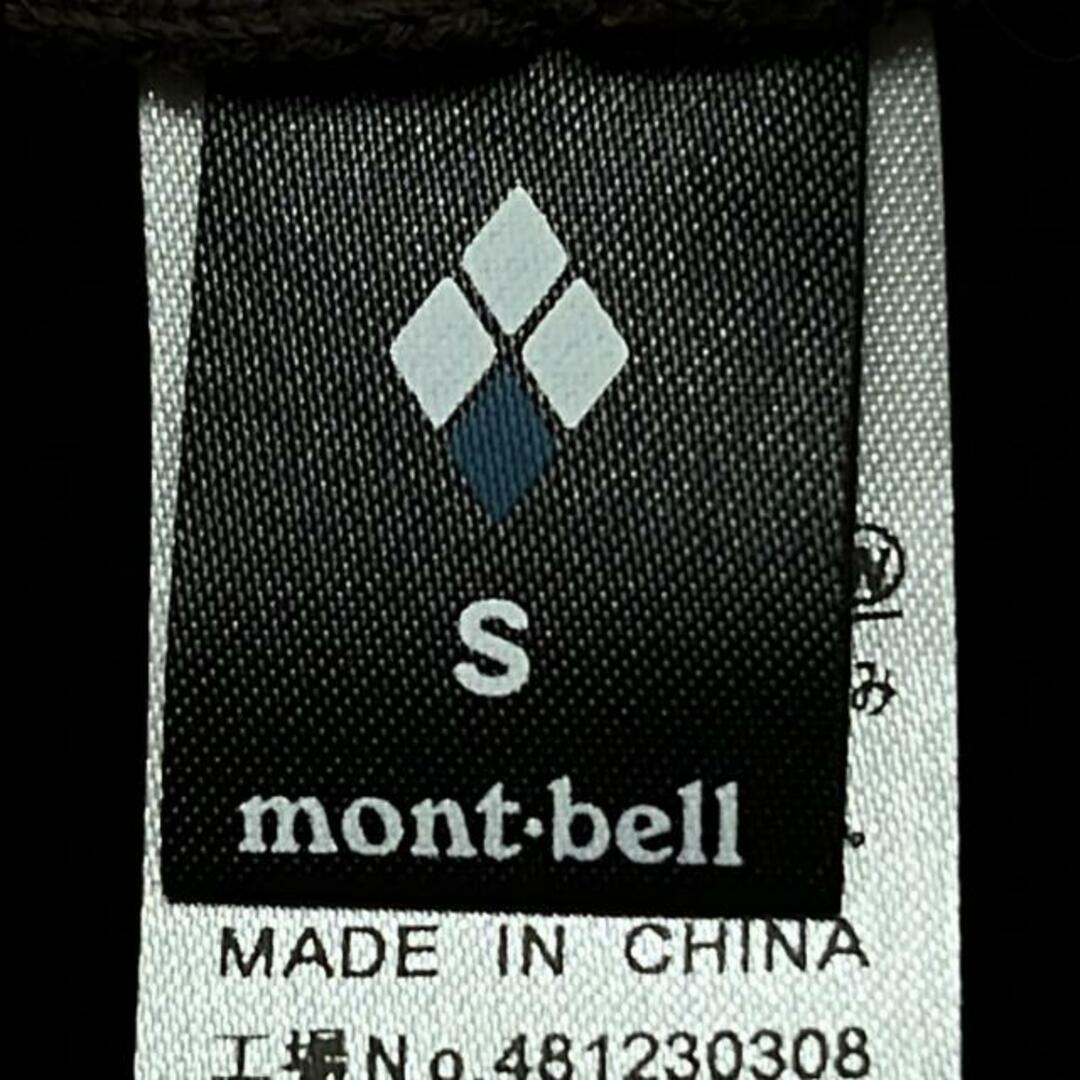 S
mont·bell
MADE IN CHINA
工場No.481230308